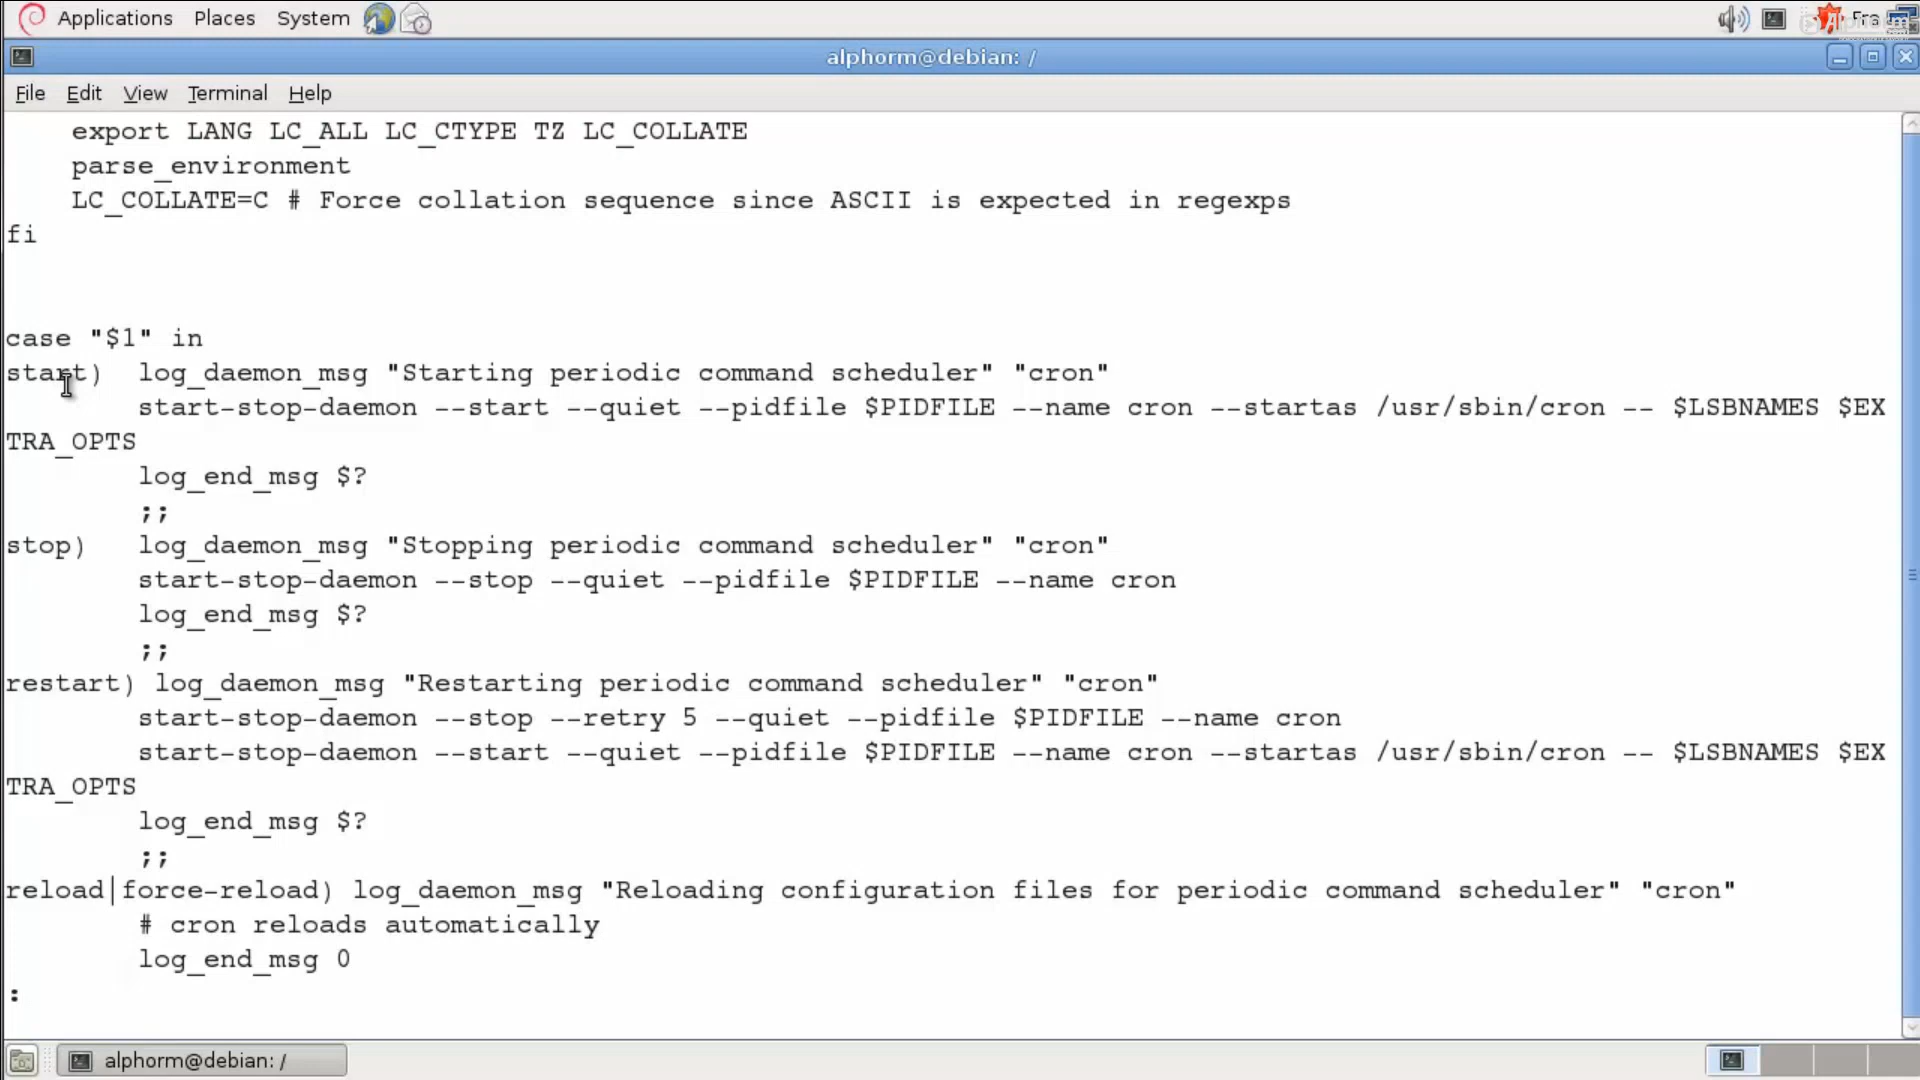 Applications Places System
alphorm@debian: /
File Edit View Terminal Help
export LANG LC_ALL LC_CTYPE TZ LC_COLLATE
parse_environment
LC_COLLATE=C # Force collation sequence since ASCII is expected in regexps
fi
case "$1" in
start) log_daemon_msg "Starting periodic command scheduler" "cron"
start-stop-daemon --start --quiet --pidfile $PIDFILE --name cron --startas /usr/sbin/cron -- $LSBNAMES $EX
TRA_OPTS
log_end_msg $?
;;
stop) log_daemon_msg "Stopping periodic command scheduler" "cron"
start-stop-daemon --stop --quiet --pidfile $PIDFILE --name cron
log_end_msg $?
;;
restart) log_daemon_msg "Restarting periodic command scheduler" "cron"
start-stop-daemon --stop --retry 5 --quiet --pidfile $PIDFILE --name cron
start-stop-daemon --start --quiet --pidfile $PIDFILE --name cron --startas /usr/sbin/cron -- $LSBNAMES $EX
TRA_OPTS
log_end_msg $?
;;
reload|force-reload) log_daemon_msg "Reloading configuration files for periodic command scheduler" "cron"
# cron reloads automatically
log_end_msg 0
:
alphorm@debian: /